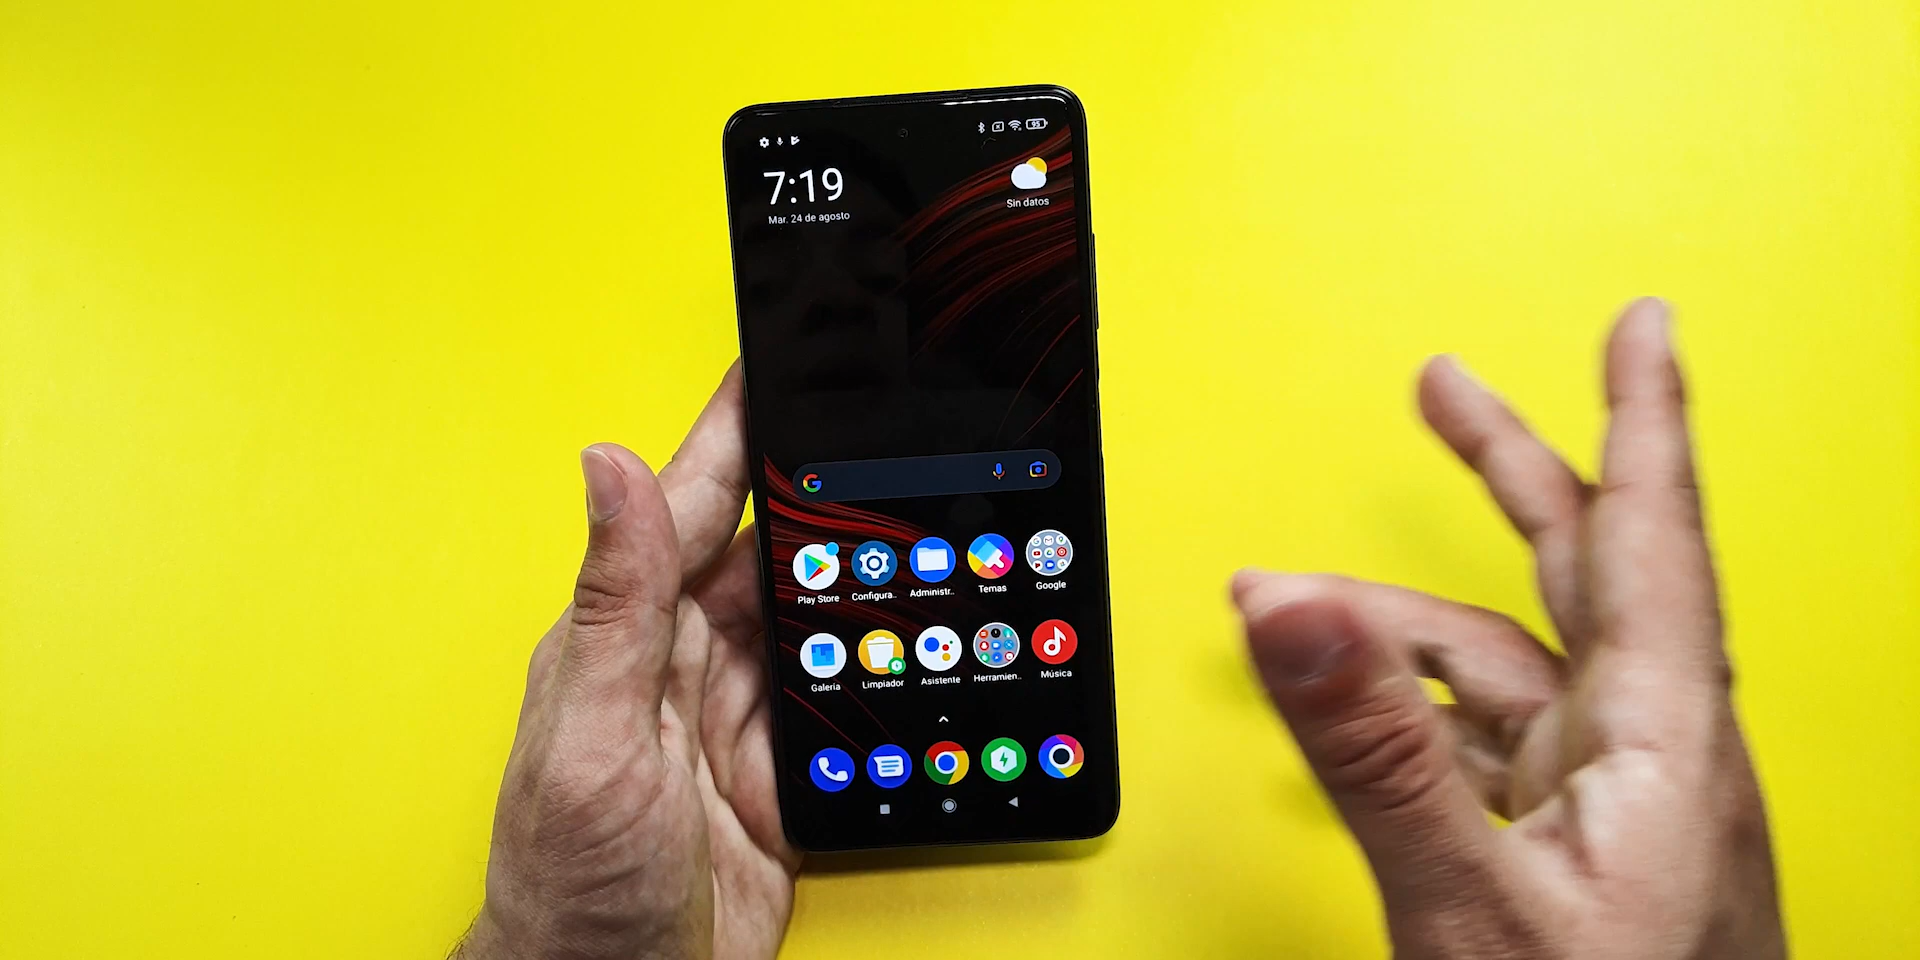 95
7:19
Mar. 24 de agosto
Sin datos
Play Store
Configura..
Administr..
Temas
Google
Galería
Limpiador
Asistente
Herramien..
Música